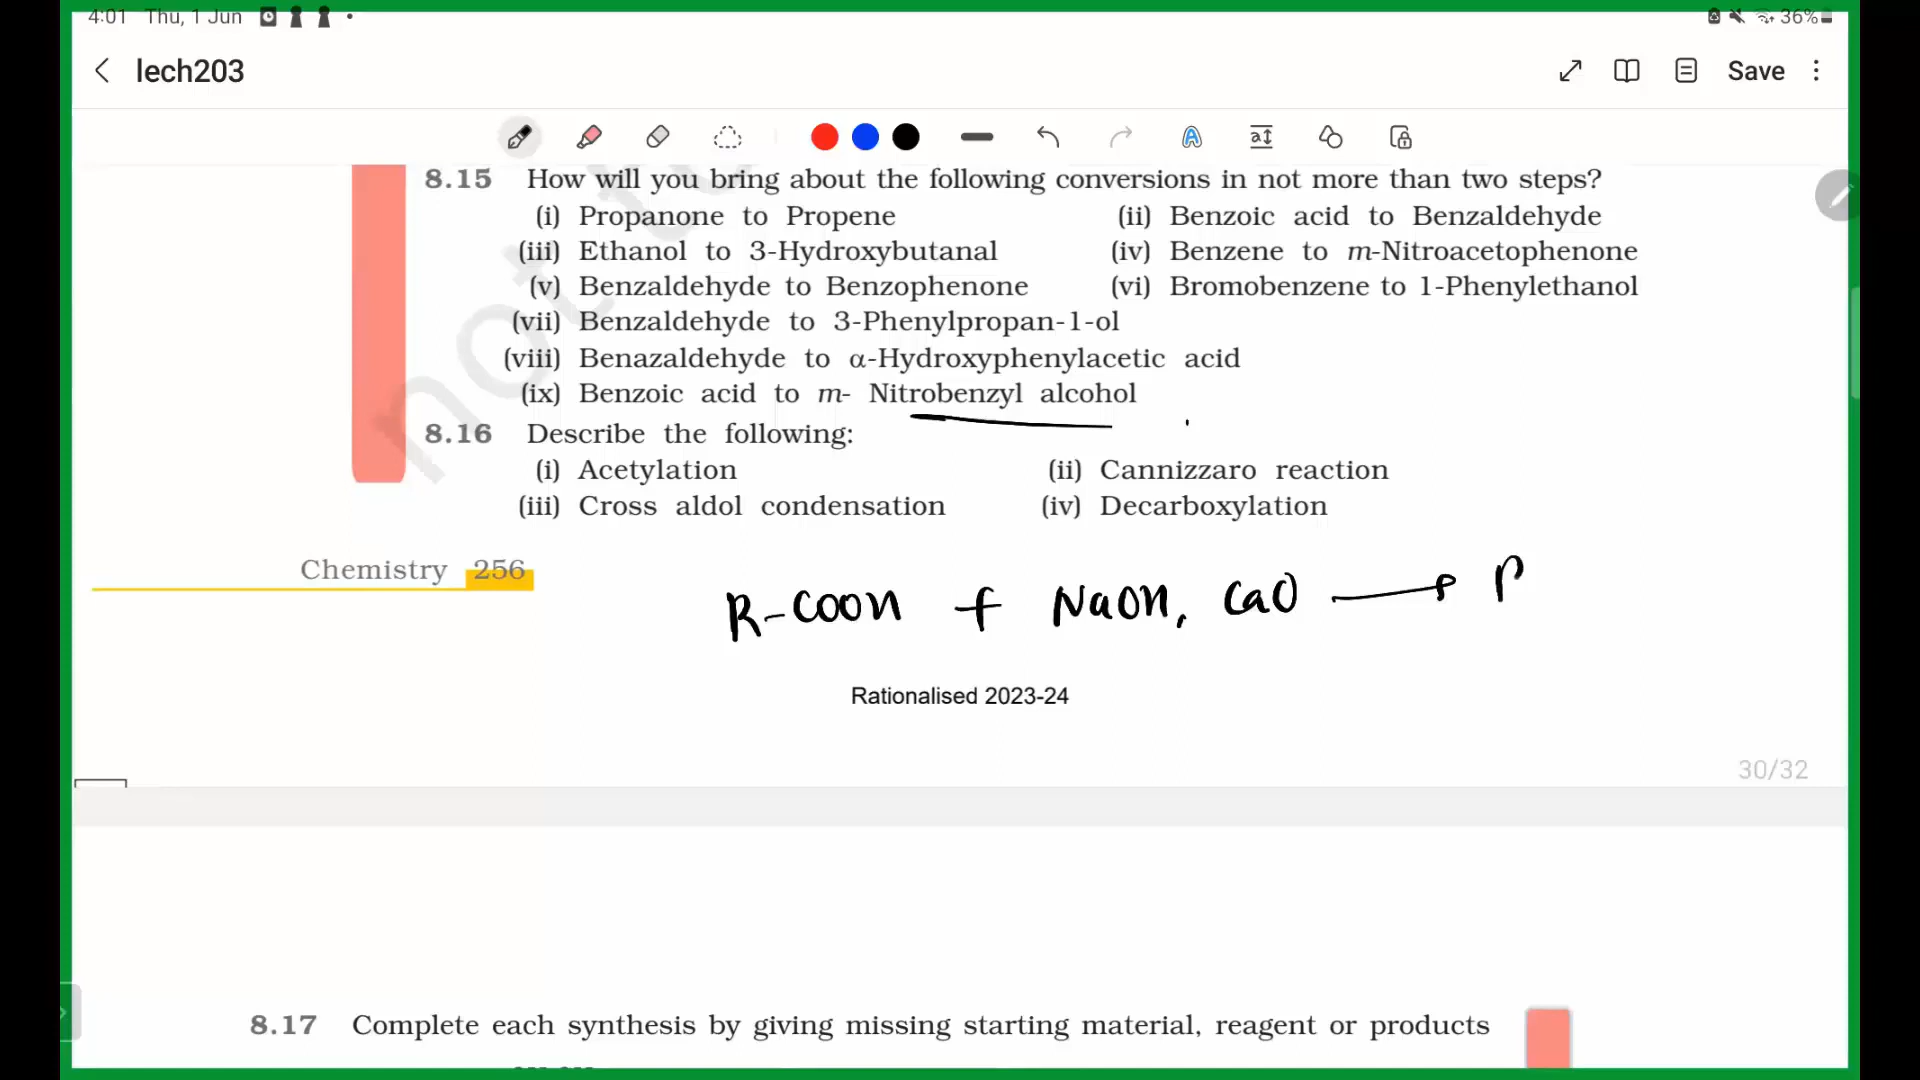 4:01 Thu, 1 Jun 36%
lech203 Save
8.15 How will you bring about the following conversions in not more than two steps?
(i) Propanone to Propene (ii) Benzoic acid to Benzaldehyde
(iii) Ethanol to 3-Hydroxybutanal (iv) Benzene to m-Nitroacetophenone
(v) Benzaldehyde to Benzophenone (vi) Bromobenzene to 1-Phenylethanol
(vii) Benzaldehyde to 3-Phenylpropan-1-ol
(viii) Benazaldehyde to α-Hydroxyphenylacetic acid
(ix) Benzoic acid to m- Nitrobenzyl alcohol
8.16 Describe the following:
(i) Acetylation (ii) Cannizzaro reaction
(iii) Cross aldol condensation (iv) Decarboxylation
Chemistry 256
R-COOH + NaOH, CaO
Rationalised 2023-24
30/32
8.17 Complete each synthesis by giving missing starting material, reagent or products
not